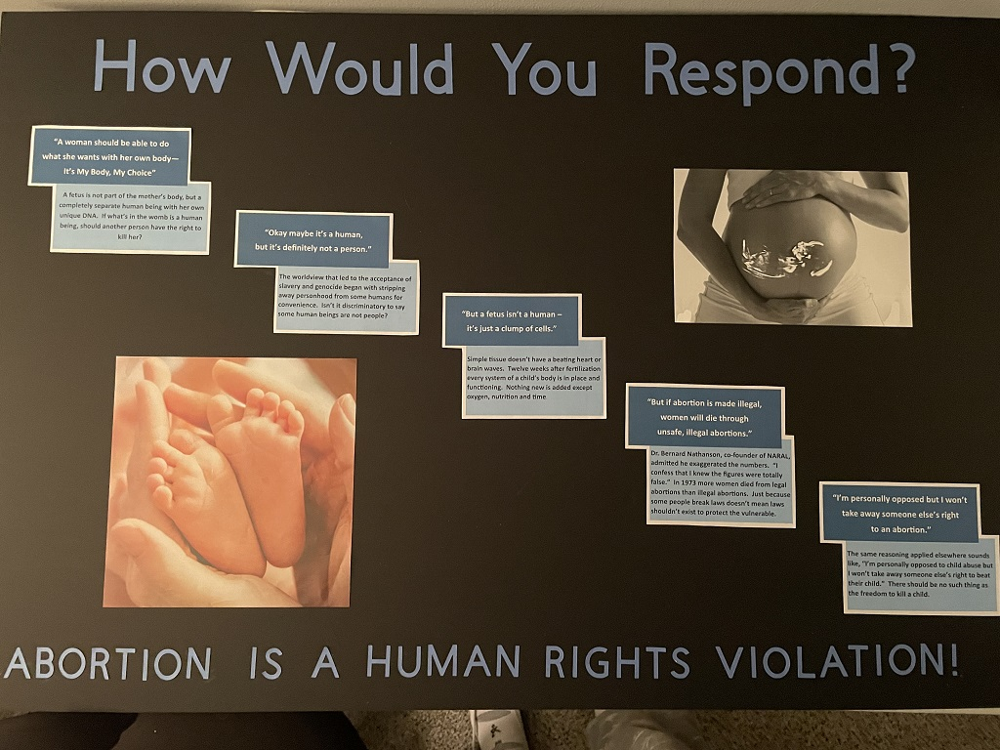 How Would You Respond?
"A woman should be able to do
what she wants with her own body—
It's My Body, My Choice"
A fetus is not part of the mother's body, but a
completely separate human being with her own
unique DNA. If what's in the womb is a human
being, should another person have the right to
kill her?
"Okay maybe it's a human,
but it's definitely not a person."
The worldview that led to the acceptance of
slavery and genocide began with stripping
away personhood from some humans for
convenience. Isn't it discriminatory to say
some human beings are not people?
"But a fetus isn't a human –
it's just a clump of cells."
Simple tissue doesn't have a beating heart or
brain waves. Twelve weeks after fertilization
every system of a child's body is in place and
functioning. Nothing new is added except
oxygen, nutrition and time.
"But if abortion is made illegal,
women will die through
unsafe, illegal abortions."
Dr. Bernard Nathanson, co-founder of NARAL,
admitted he exaggerated the numbers. "I
confess that I knew the figures were totally
false." In 1973 more women died from legal
abortions than illegal abortions. Just because
some people break laws doesn't mean laws
shouldn't exist to protect the vulnerable.
"I'm personally opposed but I won't
take away someone else's right
to an abortion."
The same reasoning applied elsewhere sounds
like, "I'm personally opposed to child abuse but
I won't take away someone else's right to beat
their child." There should be no such thing as
the freedom to kill a child.
ABORTION IS A HUMAN RIGHTS VIOLATION!